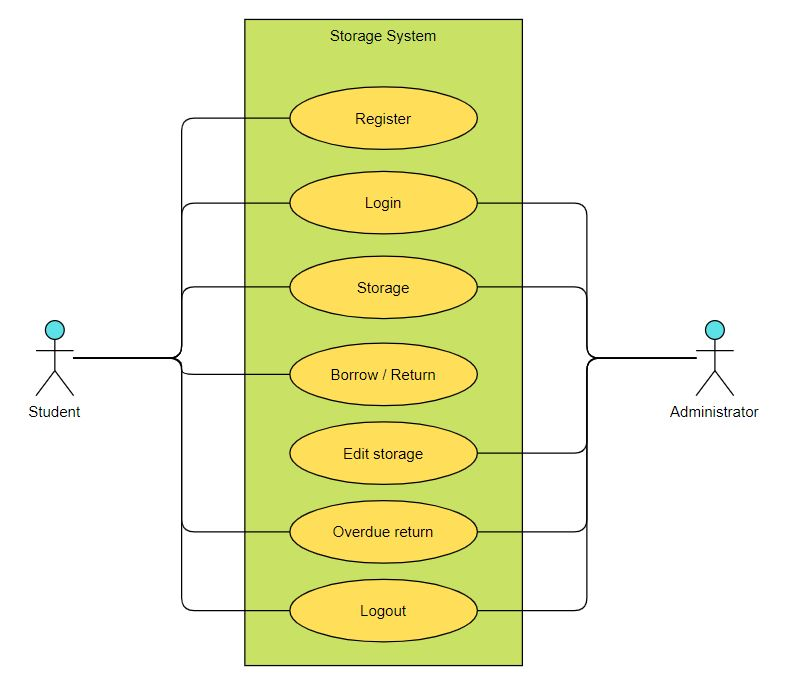 Storage System
Register
Login
Storage
Borrow / Return
Student
Administrator
Edit storage
Overdue return
Logout